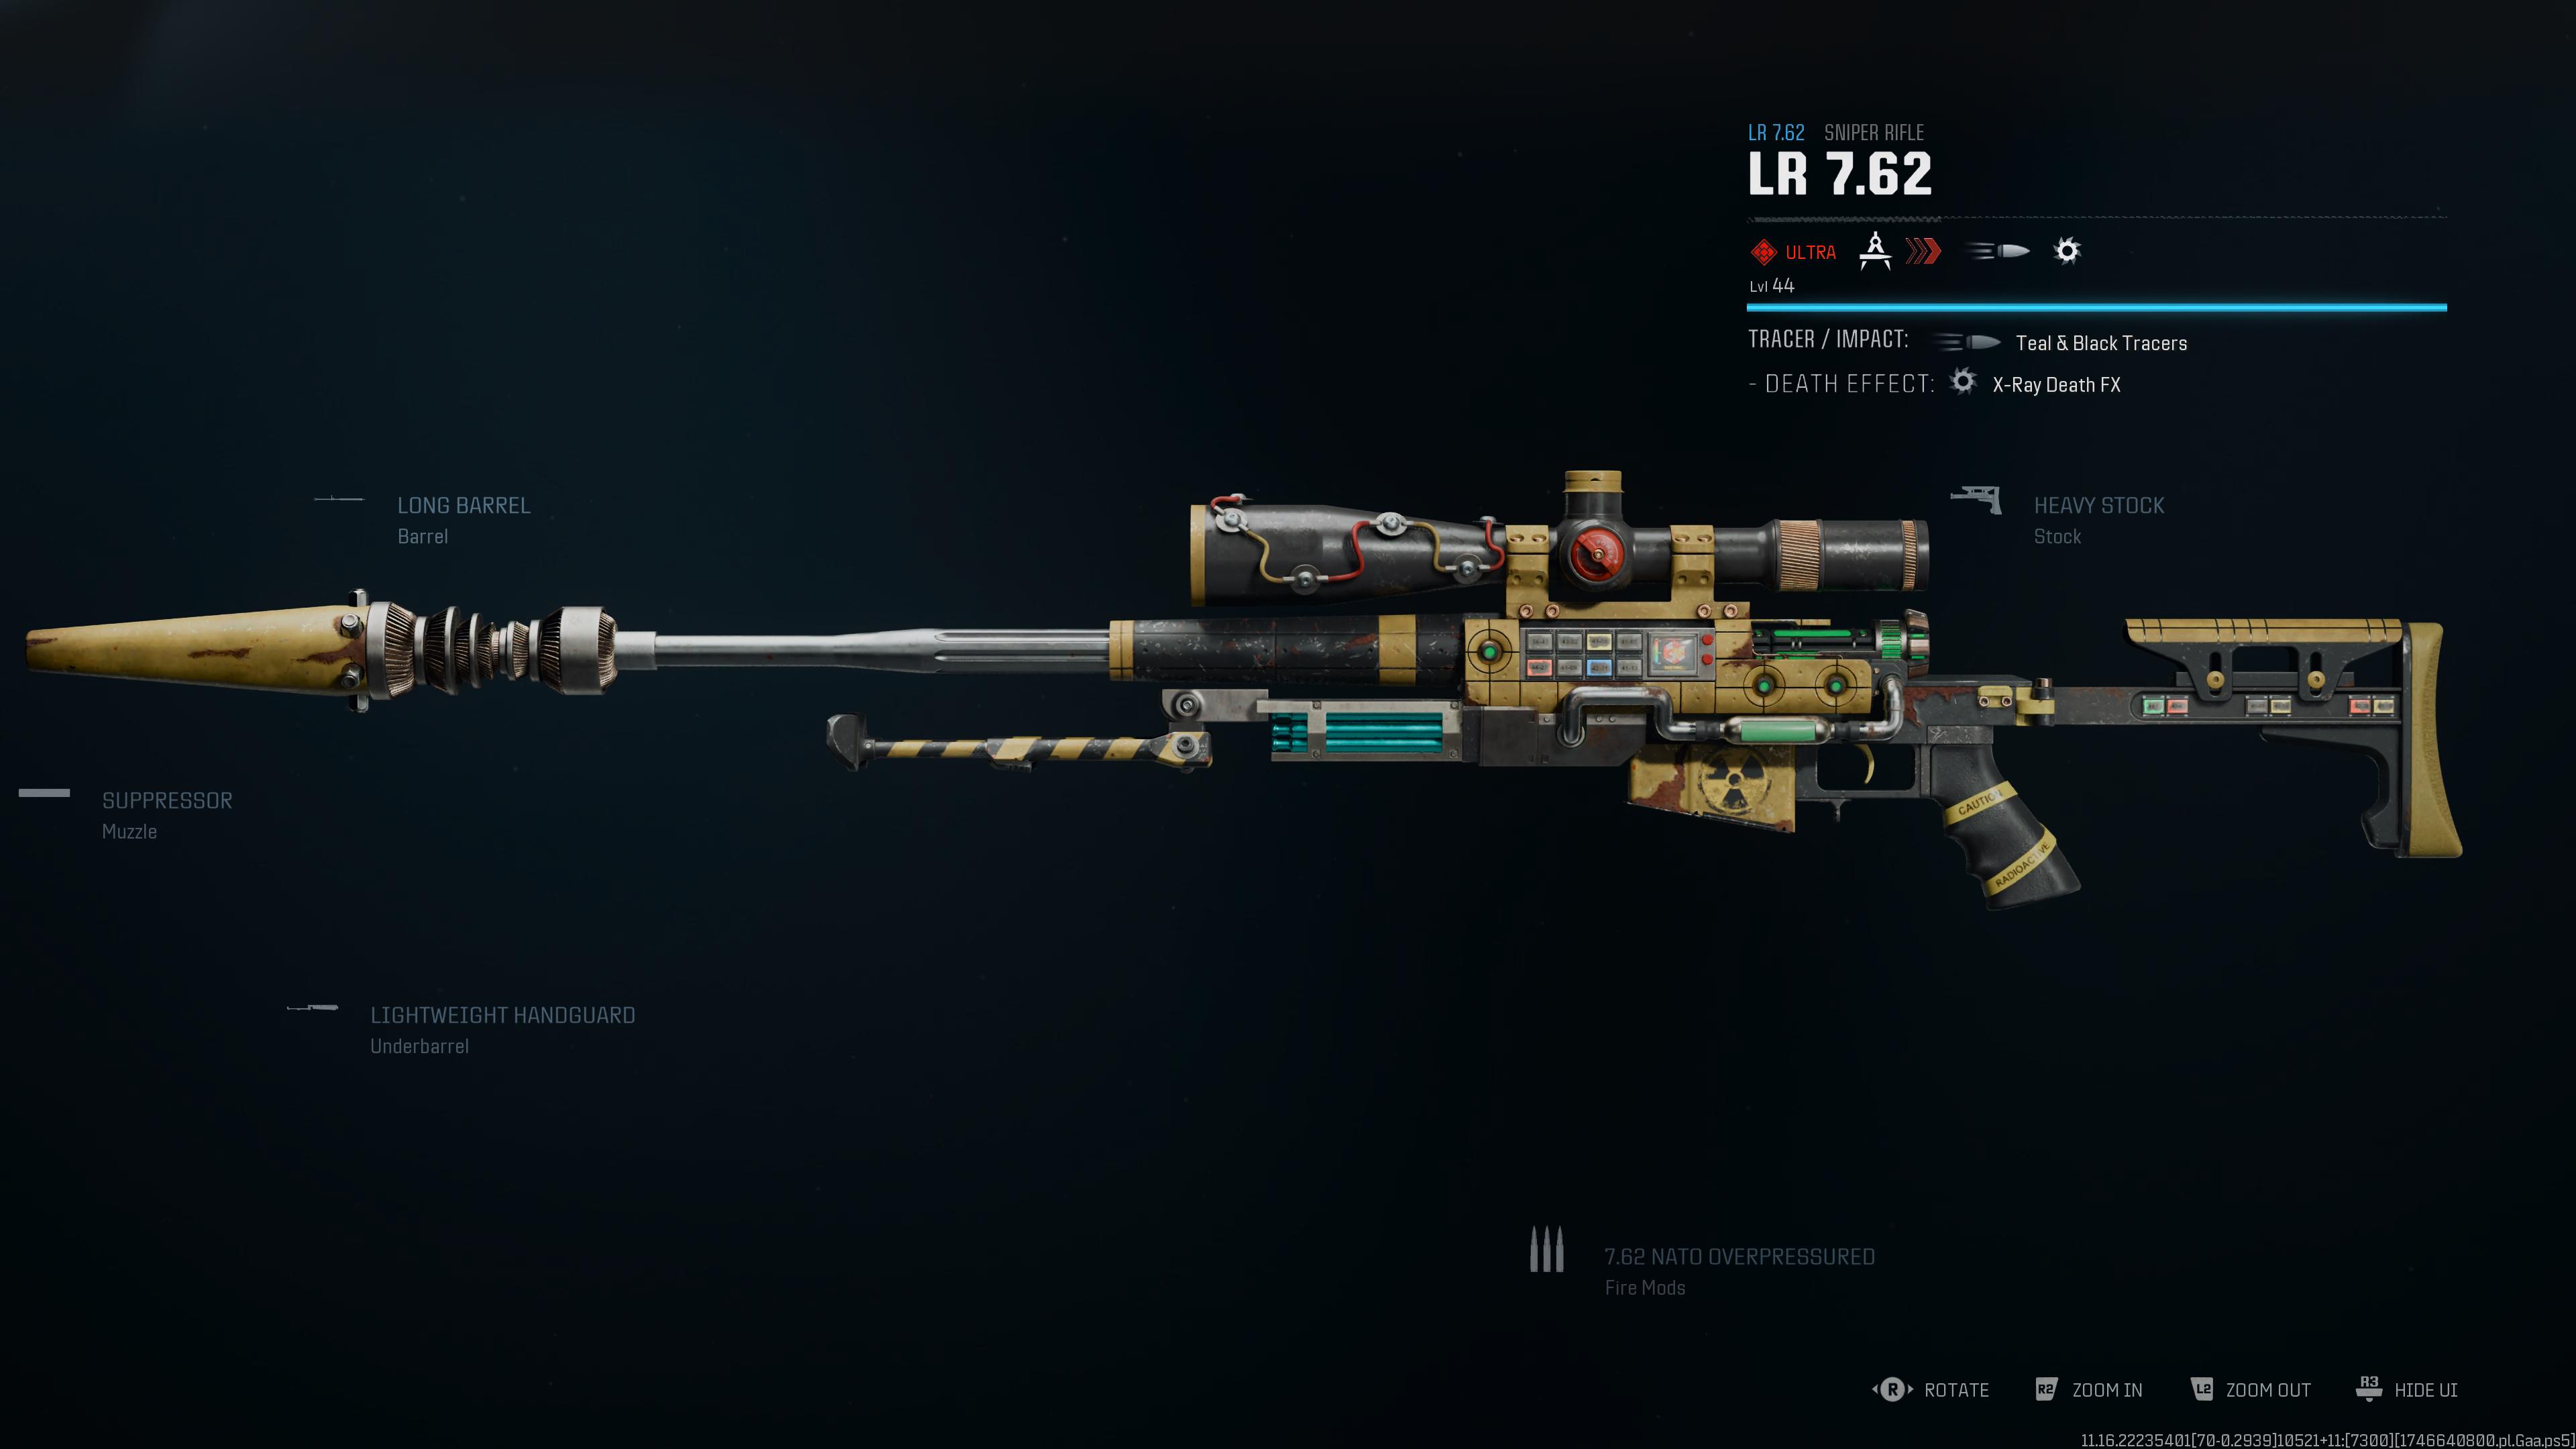 LR 7.62 SNIPER RIFLE
LR 7.62
ULTRA
Lvl 44
TRACER / IMPACT: Teal & Black Tracers
- DEATH EFFECT: X-Ray Death FX
LONG BARREL
Barrel
HEAVY STOCK
Stock
SUPPRESSOR
Muzzle
CAUTION
RADIOACTIVE
LIGHTWEIGHT HANDGUARD
Underbarrel
7.62 NATO OVERPRESSURED
Fire Mods
R ROTATE R2 ZOOM IN L2 ZOOM OUT R3 HIDE UI
11.16.22235401[70-0.2939]10521+11:[7300][1746640800.pl.Gaa.ps5]